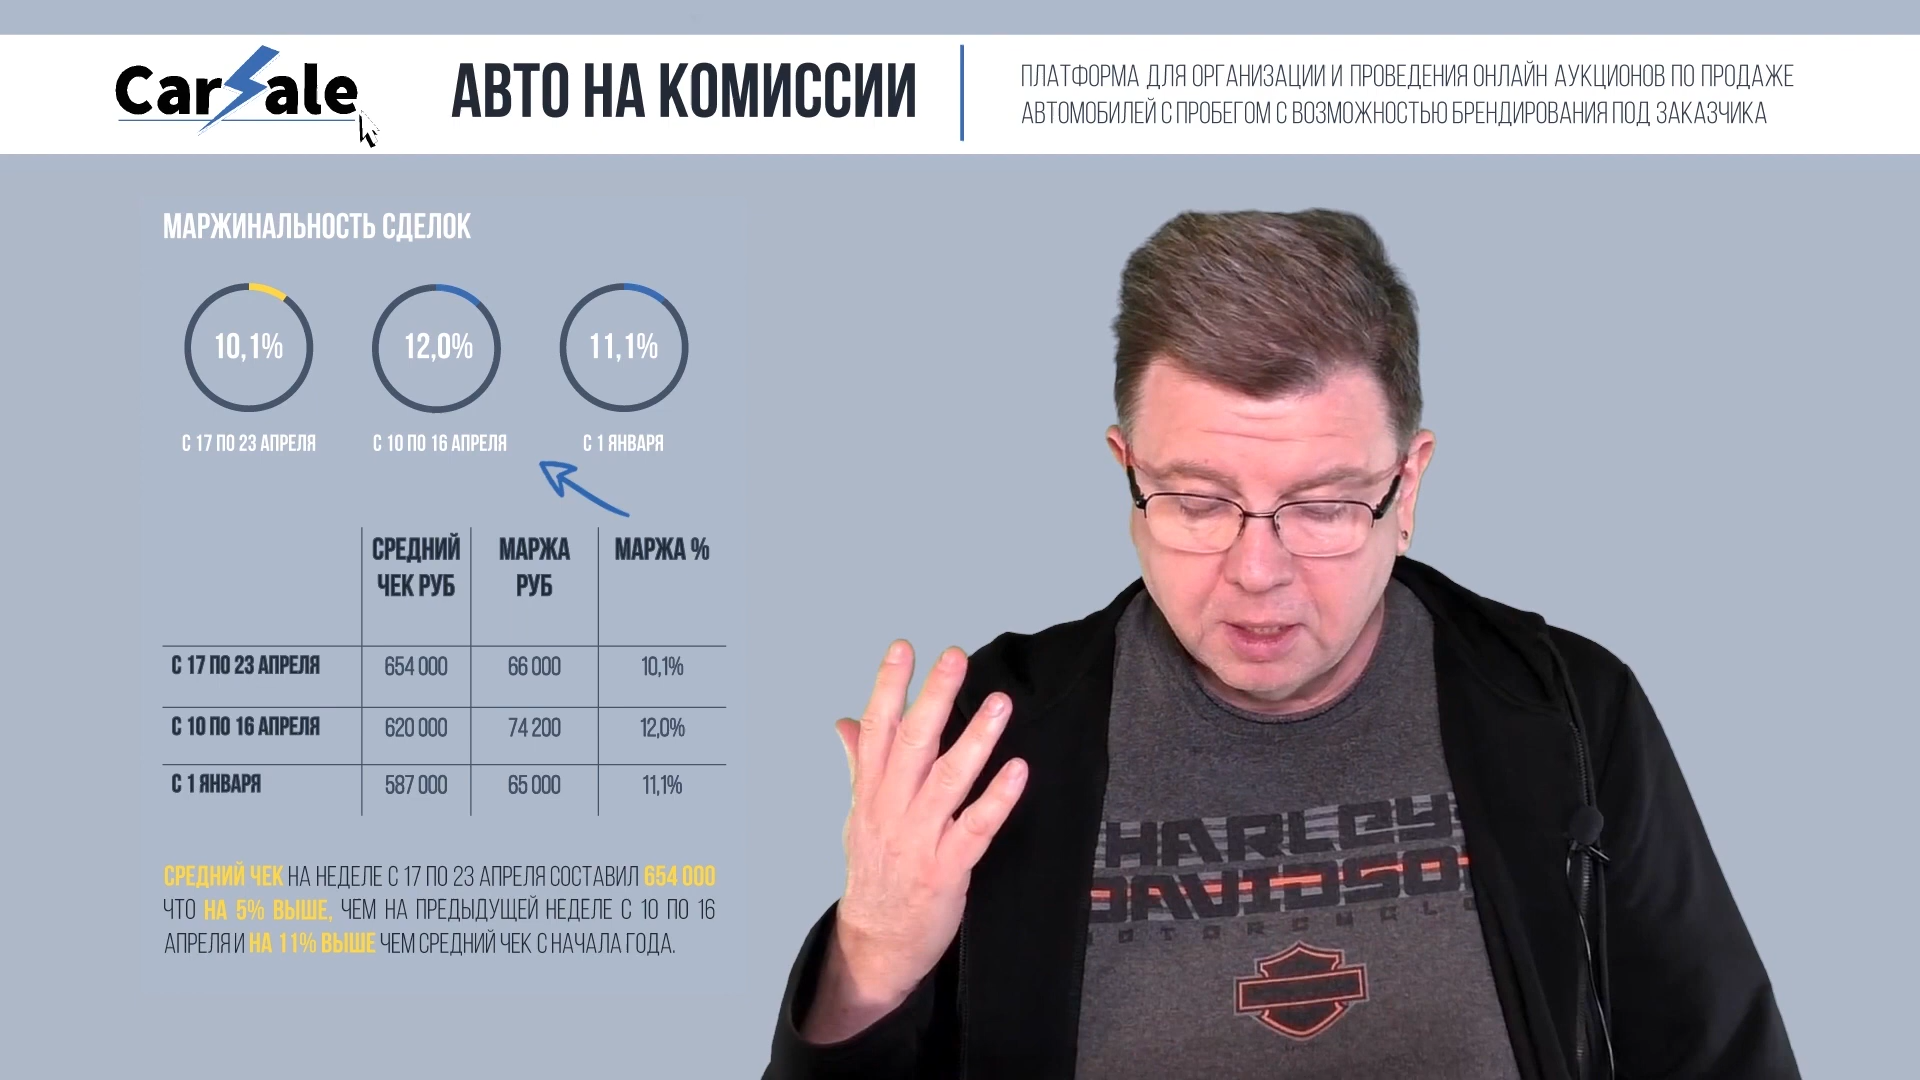 CarSale
АВТО НА КОМИССИИ
ПЛАТФОРМА ДЛЯ ОРГАНИЗАЦИИ И ПРОВЕДЕНИЯ ОНЛАЙН АУКЦИОНОВ ПО ПРОДАЖЕ
АВТОМОБИЛЕЙ С ПРОБЕГОМ С ВОЗМОЖНОСТЬЮ БРЕНДИРОВАНИЯ ПОД ЗАКАЗЧИКА
МАРЖИНАЛЬНОСТЬ СДЕЛОК
10,1% 12,0% 11,1%
С 17 ПО 23 АПРЕЛЯ С 10 ПО 16 АПРЕЛЯ С 1 ЯНВАРЯ
СРЕДНИЙ МАРЖА МАРЖА %
ЧЕК РУБ РУБ
С 17 ПО 23 АПРЕЛЯ 654 000 66 000 10,1%
С 10 ПО 16 АПРЕЛЯ 620 000 74 200 12,0%
С 1 ЯНВАРЯ 587 000 65 000 11,1%
СРЕДНИЙ ЧЕК НА НЕДЕЛЕ С 17 ПО 23 АПРЕЛЯ СОСТАВИЛ 654 000
ЧТО НА 5% ВЫШЕ, ЧЕМ НА ПРЕДЫДУЩЕЙ НЕДЕЛЕ С 10 ПО 16
АПРЕЛЯ И НА 11% ВЫШЕ ЧЕМ СРЕДНИЙ ЧЕК С НАЧАЛА ГОДА.
HARLEY
DAVIDSO
MOTORCYCLE